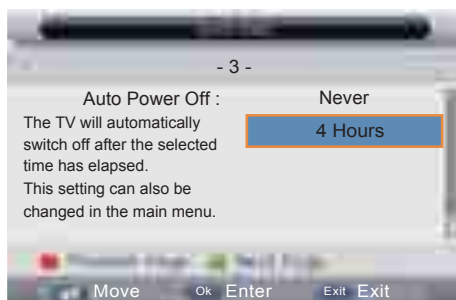 - 3 -
Auto Power Off : Never
The TV will automatically
switch off after the selected
time has elapsed.
This setting can also be
changed in the main menu.
4 Hours
Move Ok Enter Exit Exit